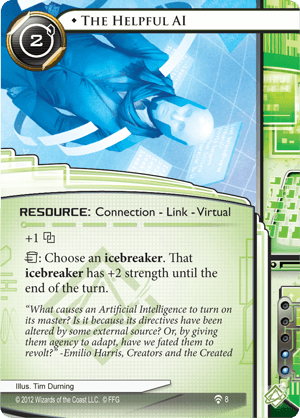 The Helpful AI
2
RESOURCE: Connection - Link - Virtual
+1
: Choose an icebreaker. That
icebreaker has +2 strength until the
end of the turn.
"What causes an Artificial Intelligence to turn on
its master? Is it because its directives have been
altered by some external source? Or, by giving
them agency to adapt, have we fated them to
revolt?" -Emilio Harris, Creators and the Created
Illus. Tim Durning
© 2012 Wizards of the Coast LLC. © FFG
8